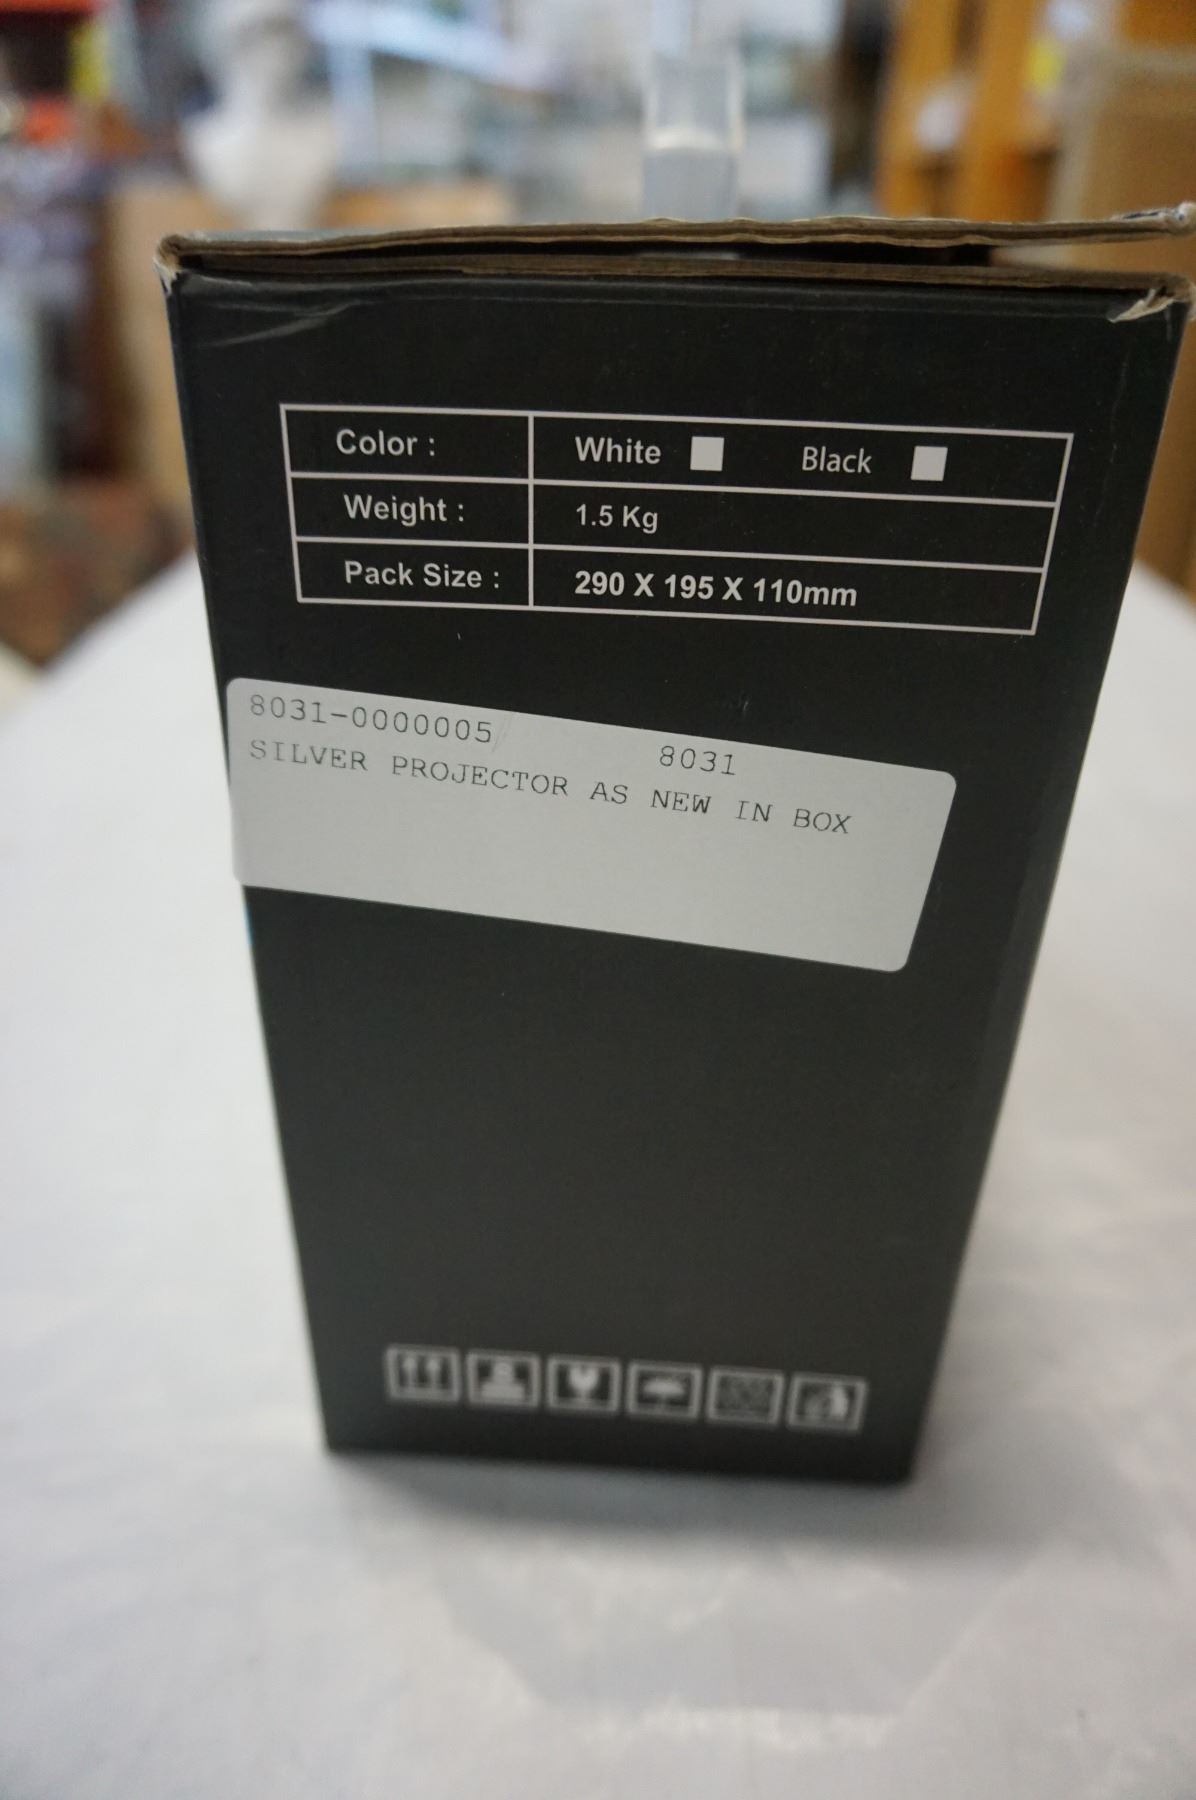 Color : White Black
Weight : 1.5 Kg
Pack Size : 290 X 195 X 110mm
8031-0000005 8031
SILVER PROJECTOR AS NEW IN BOX